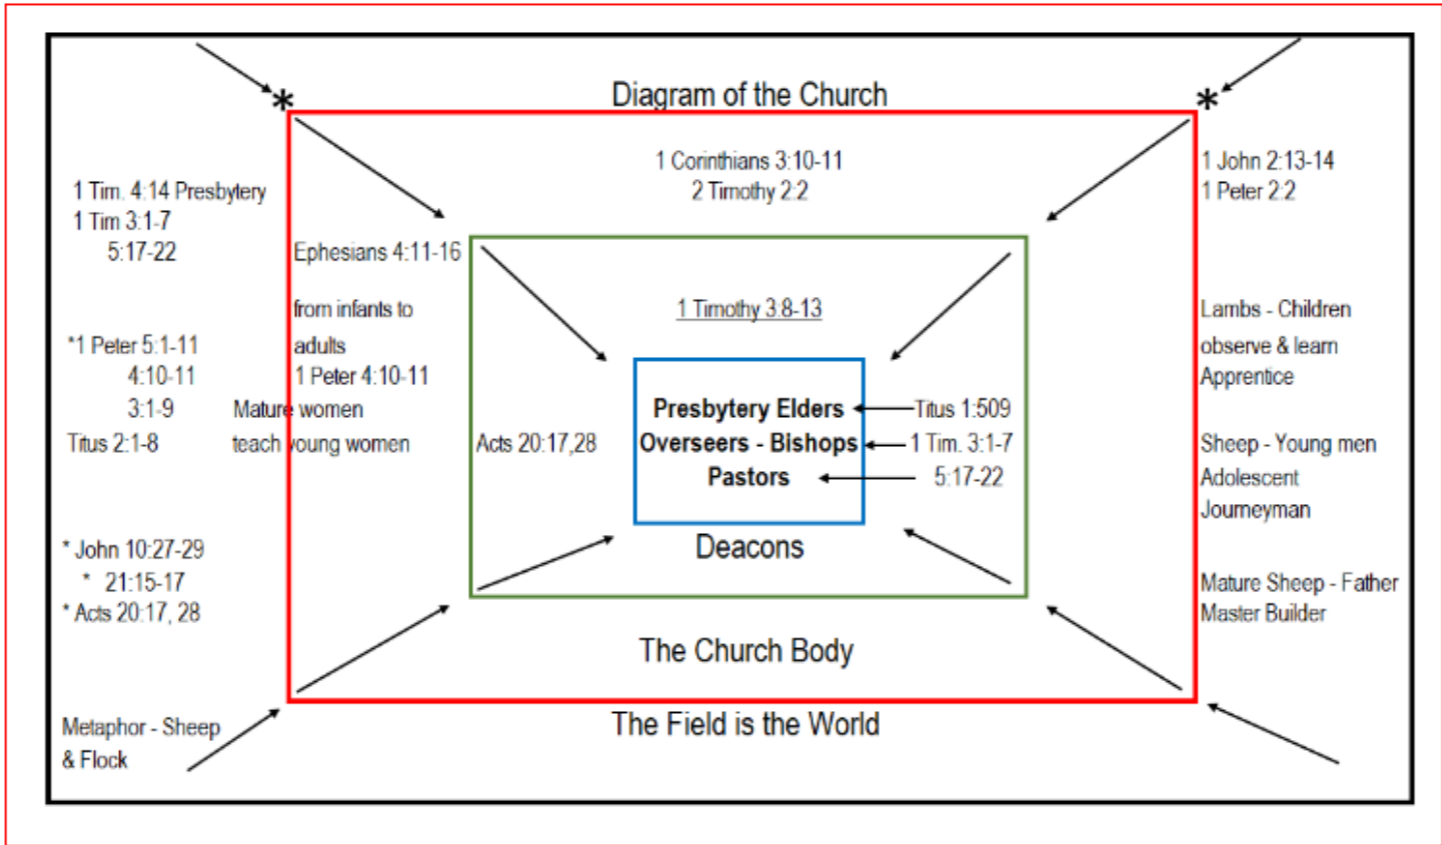 Diagram of the Church
1 Corinthians 3:10-11
2 Timothy 2:2
1 Tim. 4:14 Presbytery
1 Tim 3:1-7
5:17-22
*1 Peter 5:1-11
4:10-11
3:1-9
Titus 2:1-8
* John 10:27-29
* 21:15-17
* Acts 20:17, 28
Metaphor - Sheep
& Flock
*
Ephesians 4:11-16
from infants to
adults
1 Peter 4:10-11
Mature women
teach young women
Acts 20:17,28
1 Timothy 3.8-13
Presbytery Elders
Overseers - Bishops
Pastors
Titus 1:509
1 Tim. 3:1-7
5:17-22
Deacons
The Church Body
The Field is the World
*
1 John 2:13-14
1 Peter 2:2
Lambs - Children
observe & learn
Apprentice
Sheep - Young men
Adolescent
Journeyman
Mature Sheep - Father
Master Builder